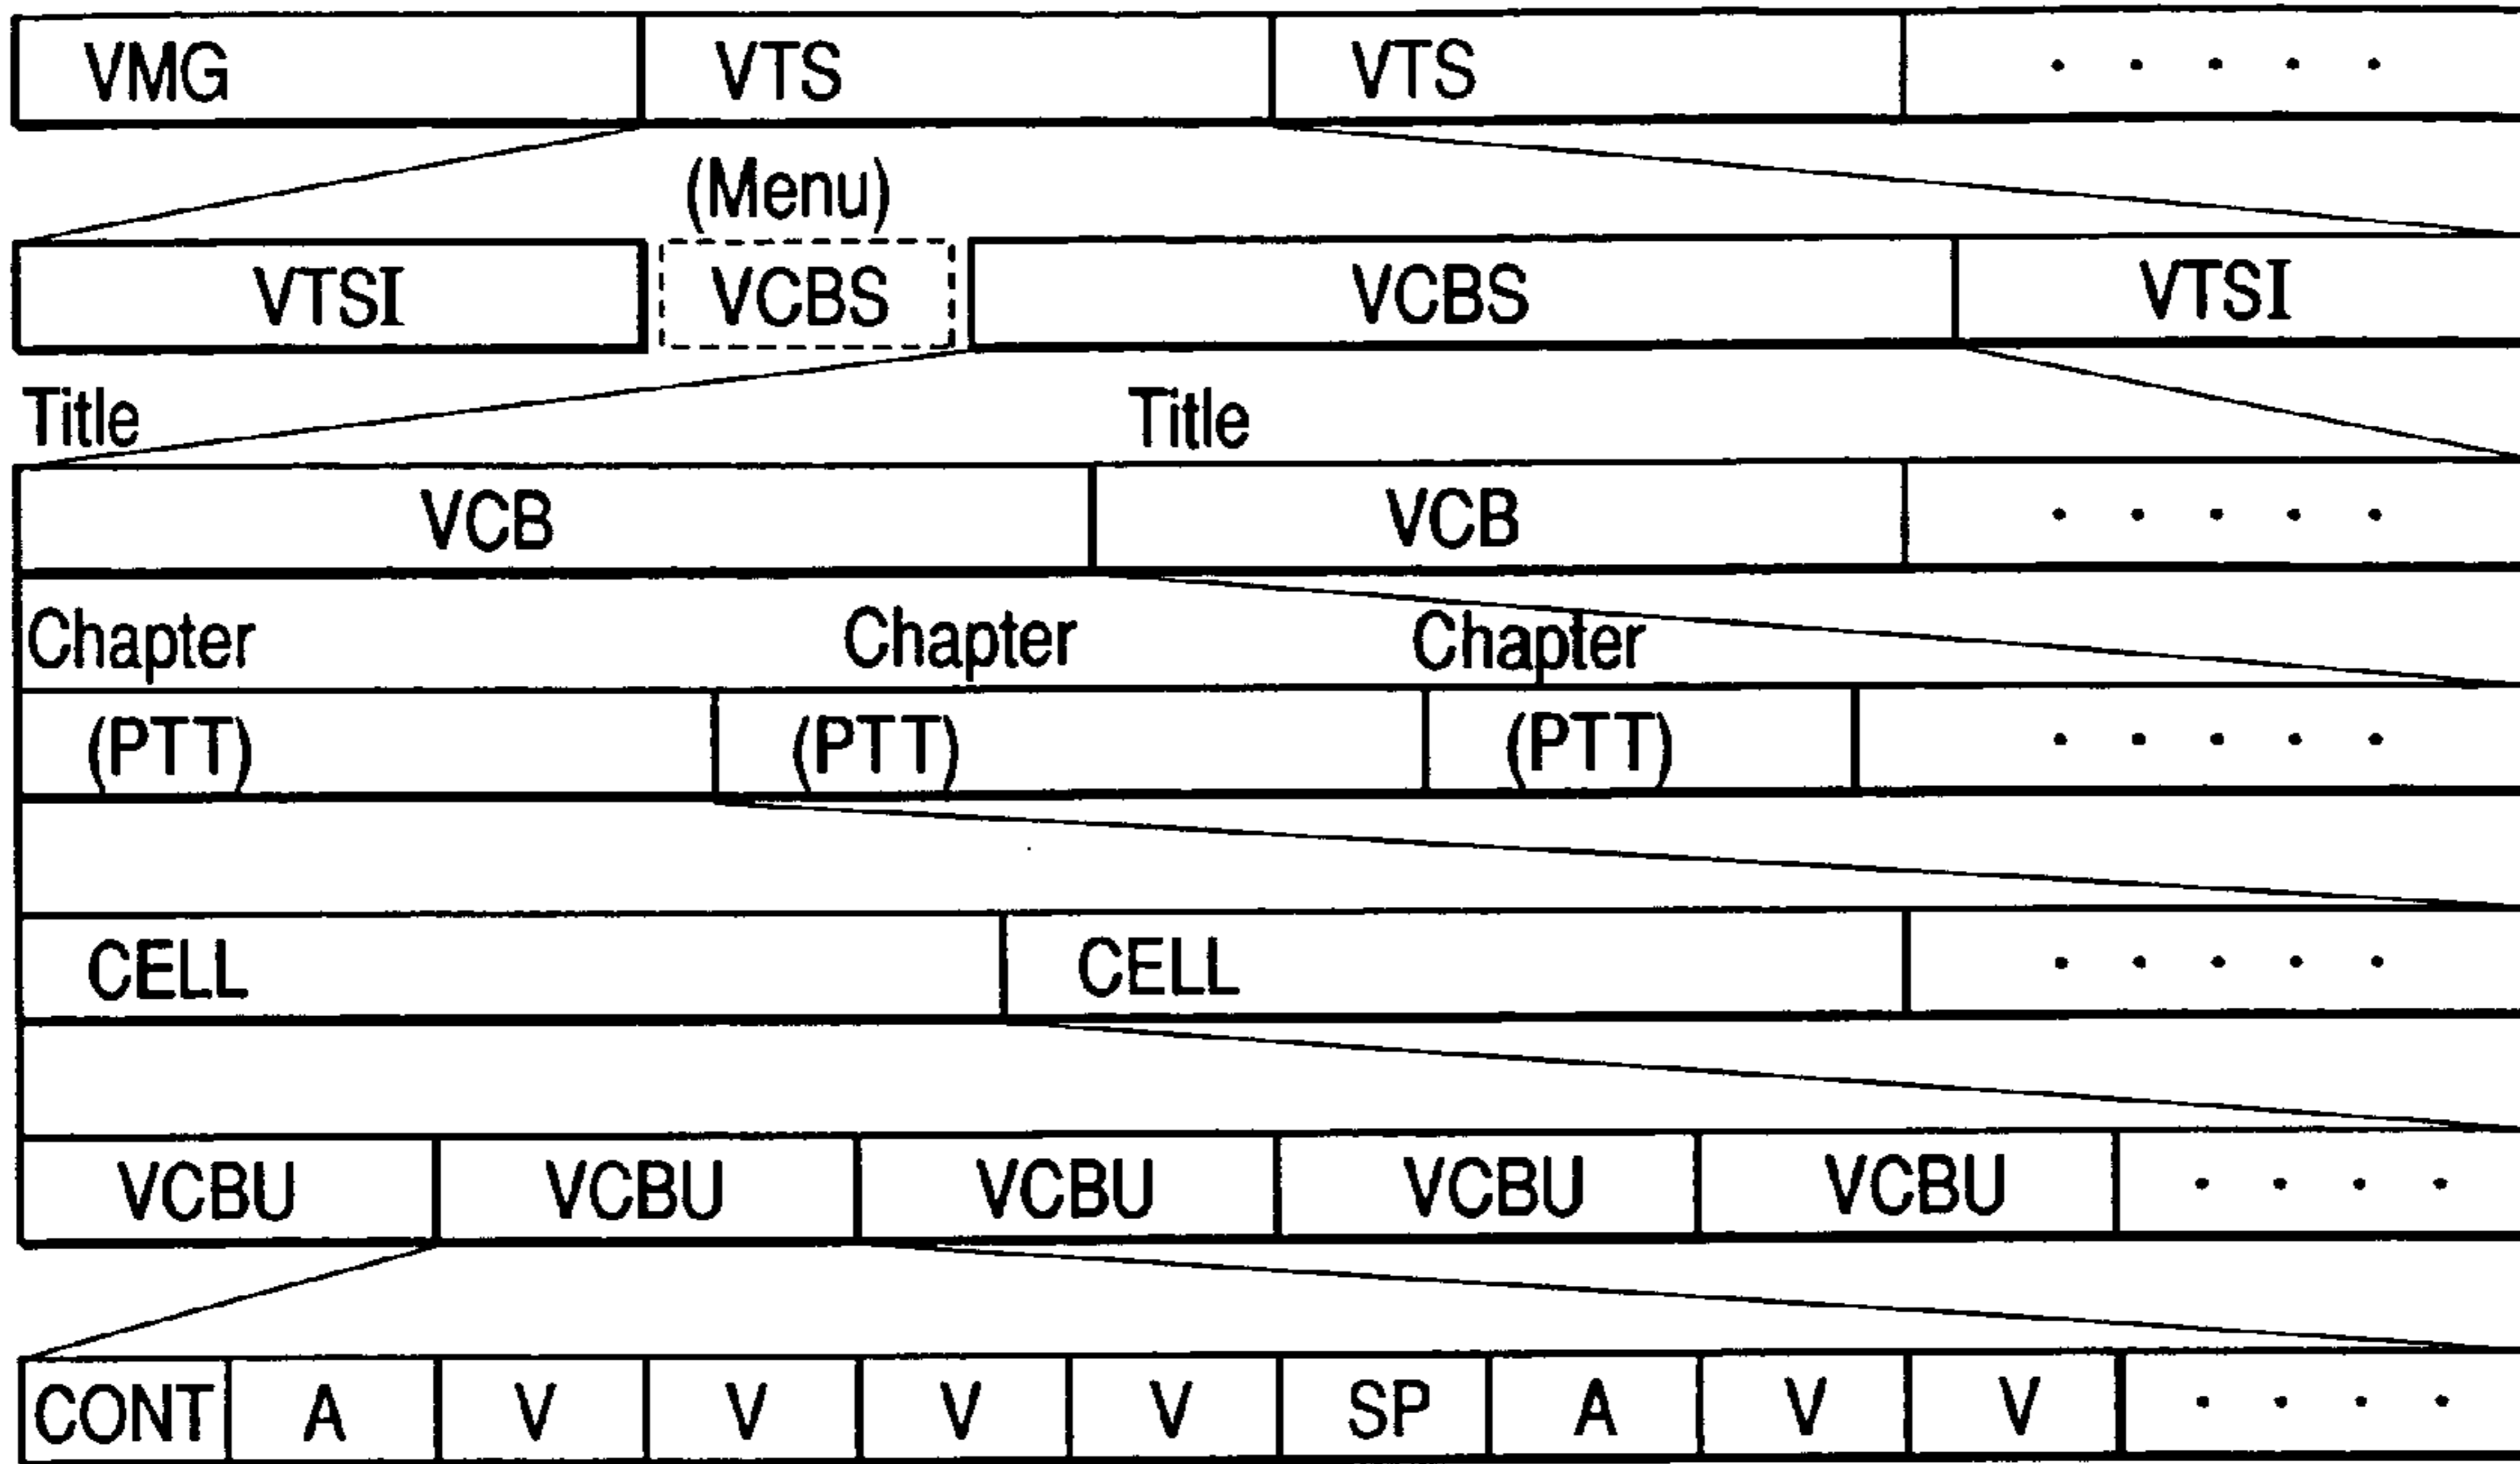 VMG VTS VTS . . . . .
(Menu)
VTSI VCBS VCBS VTSI
Title Title
VCB VCB . . . . .
Chapter Chapter Chapter
(PTT) (PTT) (PTT) . . . . .
CELL CELL . . . . .
VCBU VCBU VCBU VCBU VCBU . . . .
CONT A V V V V SP A V V . . . .